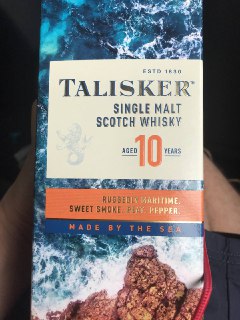 ESTD 1830
TALISKER
SINGLE MALT
SCOTCH WHISKY
AGED 10 YEARS
RUGGEDLY MARITIME.
SWEET SMOKE. PEAT. PEPPER.
MADE BY THE SEA